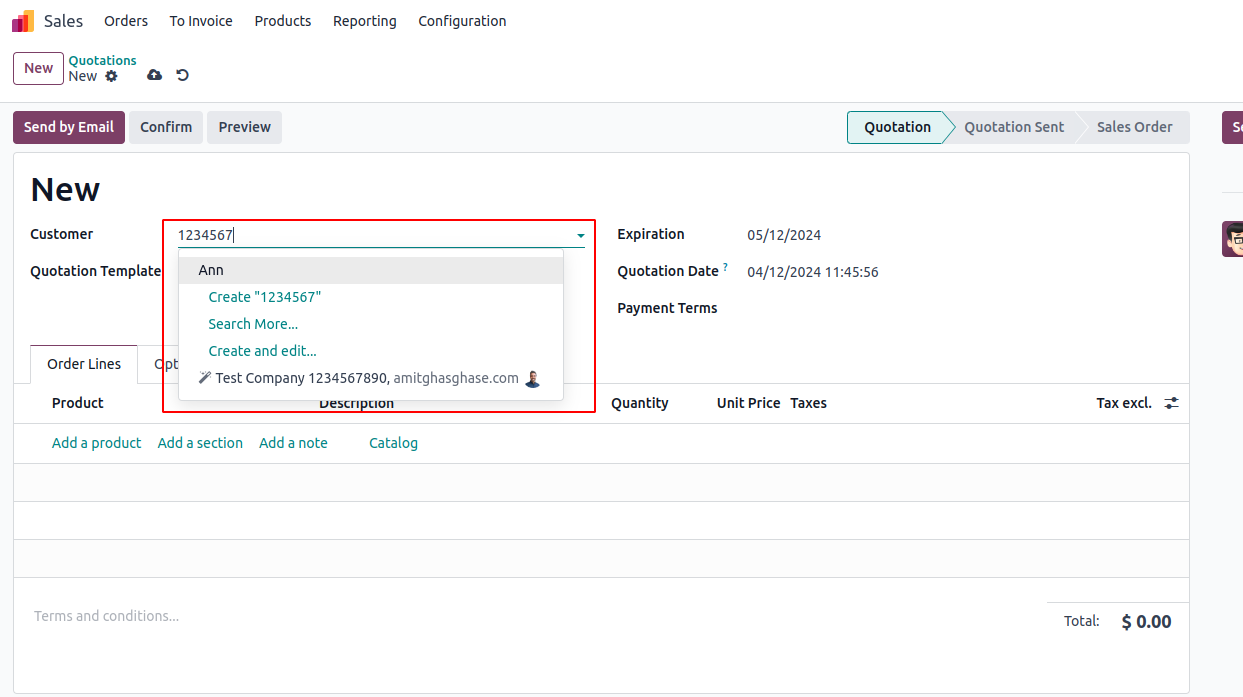 Sales Orders To Invoice Products Reporting Configuration
New Quotations
New
Send by Email Confirm Preview Quotation Quotation Sent Sales Order
New
Customer 1234567 Expiration 05/12/2024
Ann
Quotation Template Quotation Date ? 04/12/2024 11:45:56
Create "1234567"
Payment Terms
Search More...
Create and edit...
Order Lines
Test Company 1234567890, amitghasghase.com
Product Description Quantity Unit Price Taxes Tax excl.
Add a product Add a section Add a note Catalog
Terms and conditions...
Total: $ 0.00